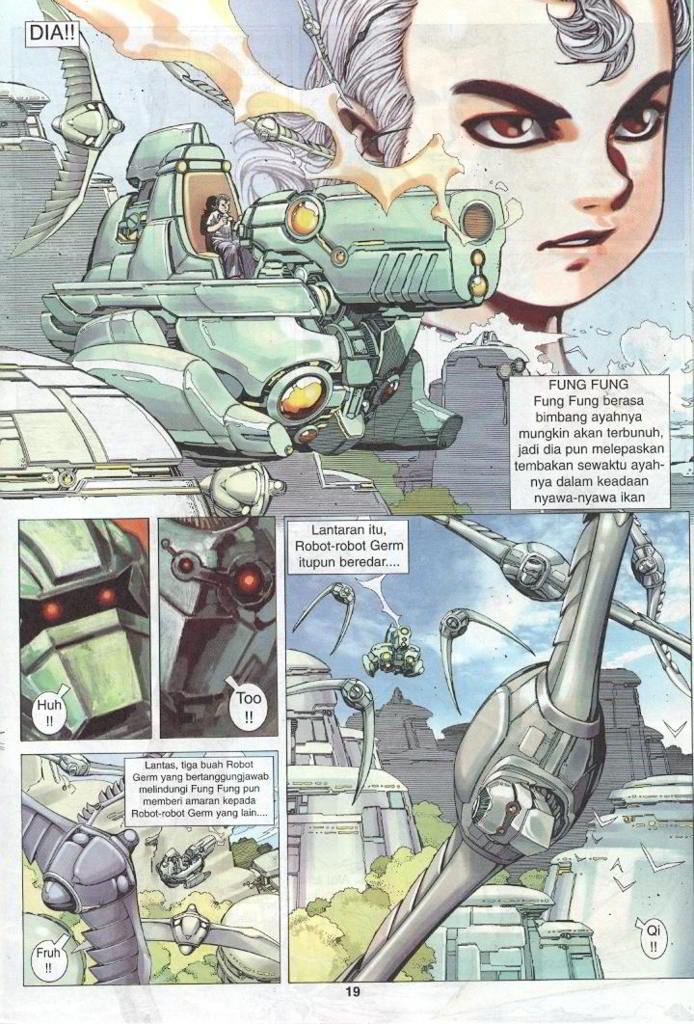 DIA!!
FUNG FUNG
Fung Fung berasa
bimbang ayahnya
mungkin akan terbunuh,
jadi dia pun melepaskan
tembakan sewaktu ayah-
nya dalam keadaan
nyawa-nyawa ikan
Huh
!!
Too
!!
Lantaran itu,
Robot-robot Germ
itupun beredar....
Lantas, tiga buah Robot
Germ yang bertanggungjawab
melindungi Fung Fung pun
memberi amaran kepada
Robot-robot Germ yang lain....
Fruh
!!
Qi
!!
19